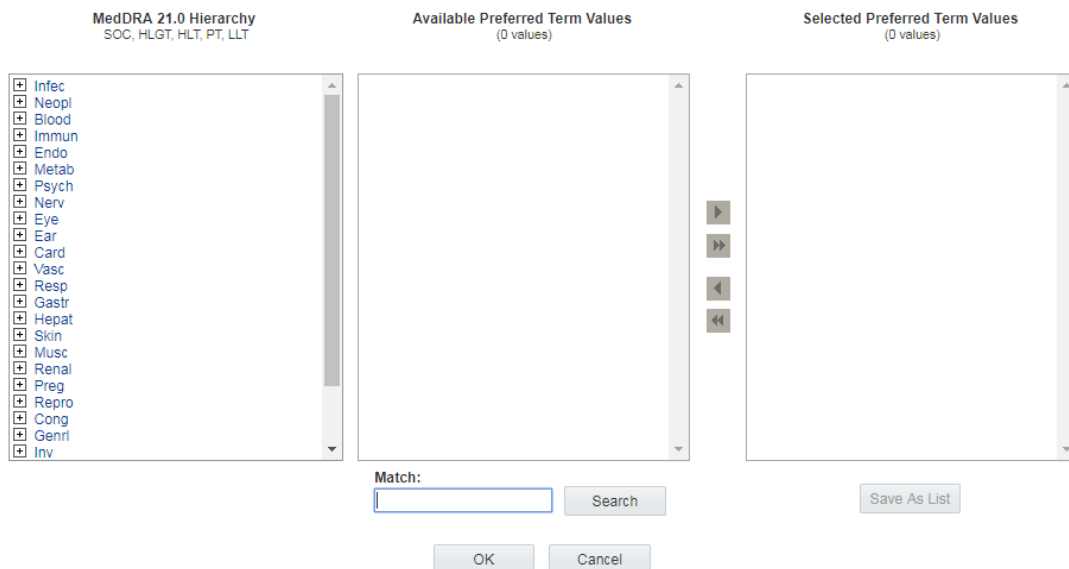 MedDRA 21.0 Hierarchy
SOC, HLGT, HLT, PT, LLT
Available Preferred Term Values
(0 values)
Selected Preferred Term Values
(0 values)
Infec
Neopl
Blood
Immun
Endo
Metab
Psych
Nerv
Eye
Ear
Card
Vasc
Resp
Gastr
Hepat
Skin
Musc
Renal
Preg
Repro
Cong
Genrl
Inv
Match:
Search
Save As List
OK
Cancel